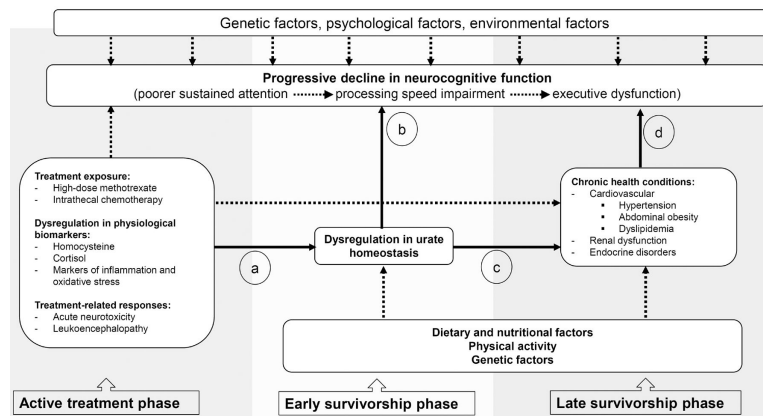 Genetic factors, psychological factors, environmental factors
Progressive decline in neurocognitive function
(poorer sustained attention processing speed impairment executive dysfunction)
b
d
Treatment exposure:
- High-dose methotrexate
- Intrathecal chemotherapy
Dysregulation in physiological
biomarkers:
- Homocysteine
- Cortisol
- Markers of inflammation and
oxidative stress
Treatment-related responses:
- Acute neurotoxicity
- Leukoencephalopathy
a
Dysregulation in urate
homeostasis
c
Chronic health conditions:
- Cardiovascular
▪ Hypertension
▪ Abdominal obesity
▪ Dyslipidemia
- Renal dysfunction
- Endocrine disorders
Dietary and nutritional factors
Physical activity
Genetic factors
Active treatment phase
Early survivorship phase
Late survivorship phase